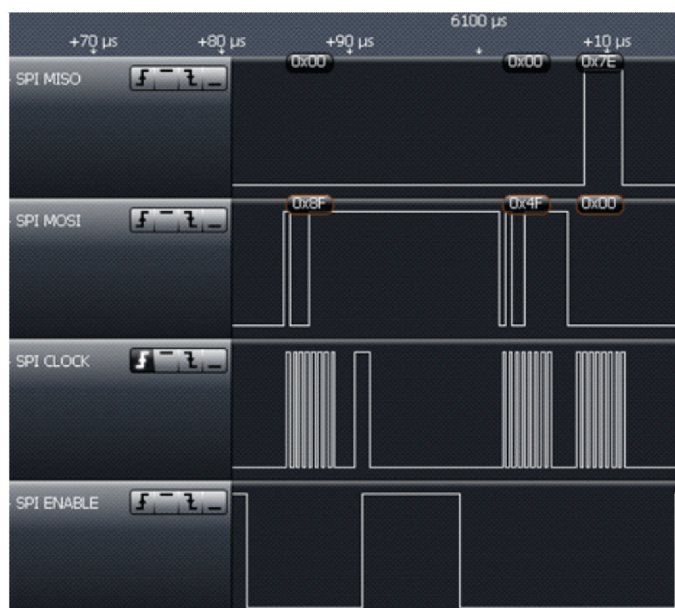 6100 µs
+70 µs +80 µs +90 µs +10 µs
SPI MISO 0x00 0x00 0x7E
SPI MOSI 0x8F 0x4F 0x00
SPI CLOCK
SPI ENABLE